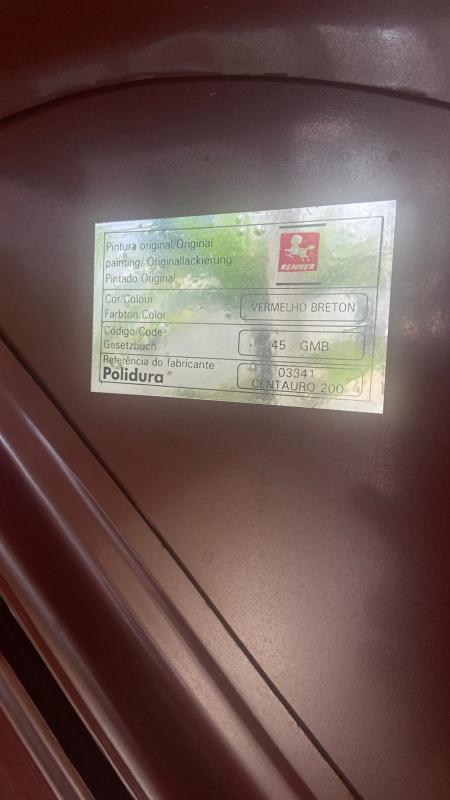 Pintura original/Original
painting/Originallackierung
Pintado Original
RENNER
Cor/Colour
Farbton/Color
VERMELHO BRETON
Código/Code
Gesetzbuch
45 GMB
Referência do fabricante
Polidura®
03341
CENTAURO 200